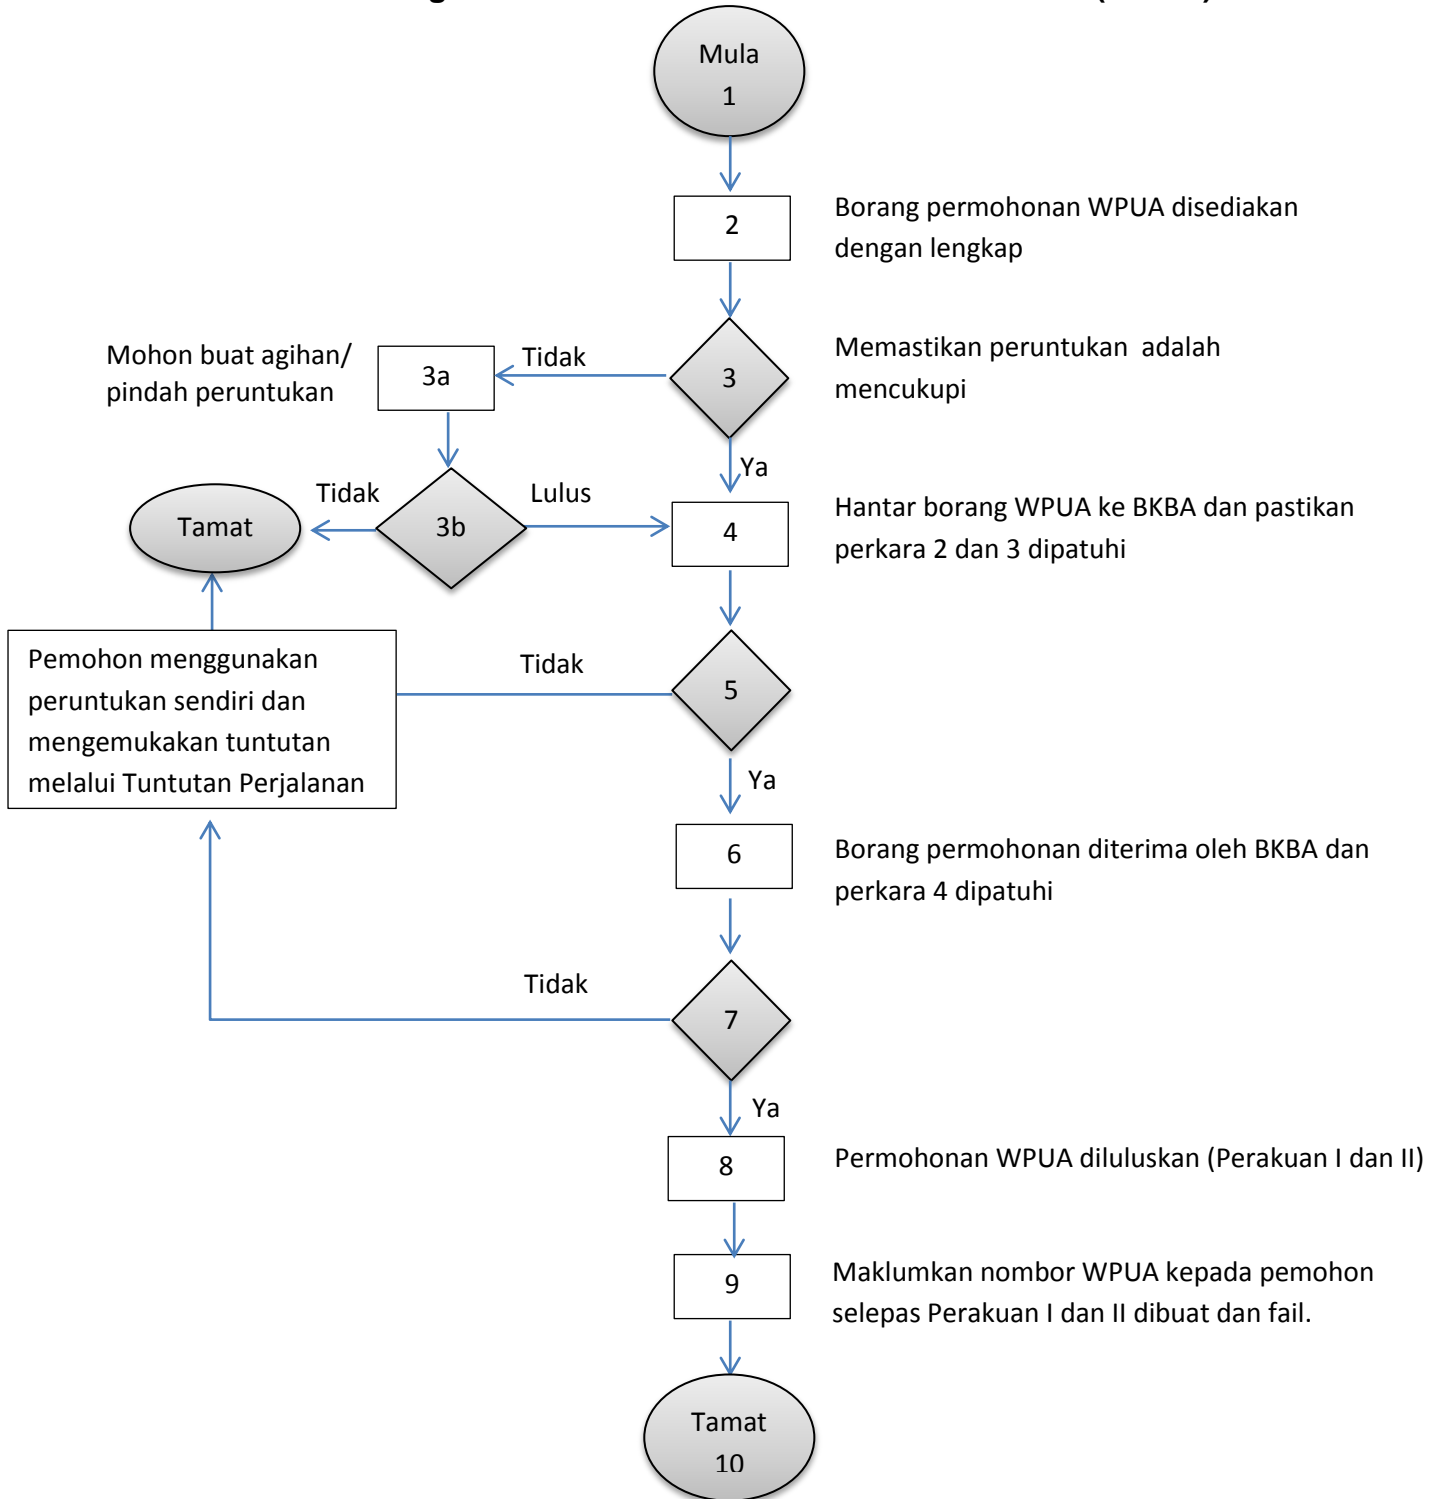 Mula
1
2
Borang permohonan WPUA disediakan
dengan lengkap
Mohon buat agihan/
pindah peruntukan
3a
Tidak
3
Memastikan peruntukan adalah
mencukupi
Ya
Tamat
Tidak
3b
Lulus
4
Hantar borang WPUA ke BKBA dan pastikan
perkara 2 dan 3 dipatuhi
Pemohon menggunakan
peruntukan sendiri dan
mengemukakan tuntutan
melalui Tuntutan Perjalanan
Tidak
5
Ya
6
Borang permohonan diterima oleh BKBA dan
perkara 4 dipatuhi
Tidak
7
Ya
8
Permohonan WPUA diluluskan (Perakuan I dan II)
9
Maklumkan nombor WPUA kepada pemohon
selepas Perakuan I dan II dibuat dan fail.
Tamat
10